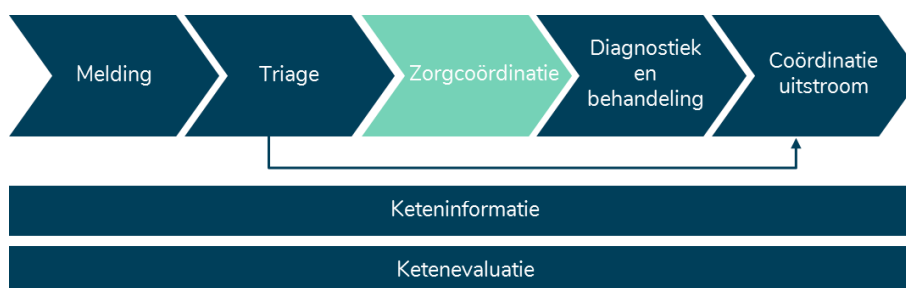 Melding
Triage
Zorgcoördinatie
Diagnostiek
en
behandeling
Coördinatie
uitstroom
Keteninformatie
Ketenevaluatie